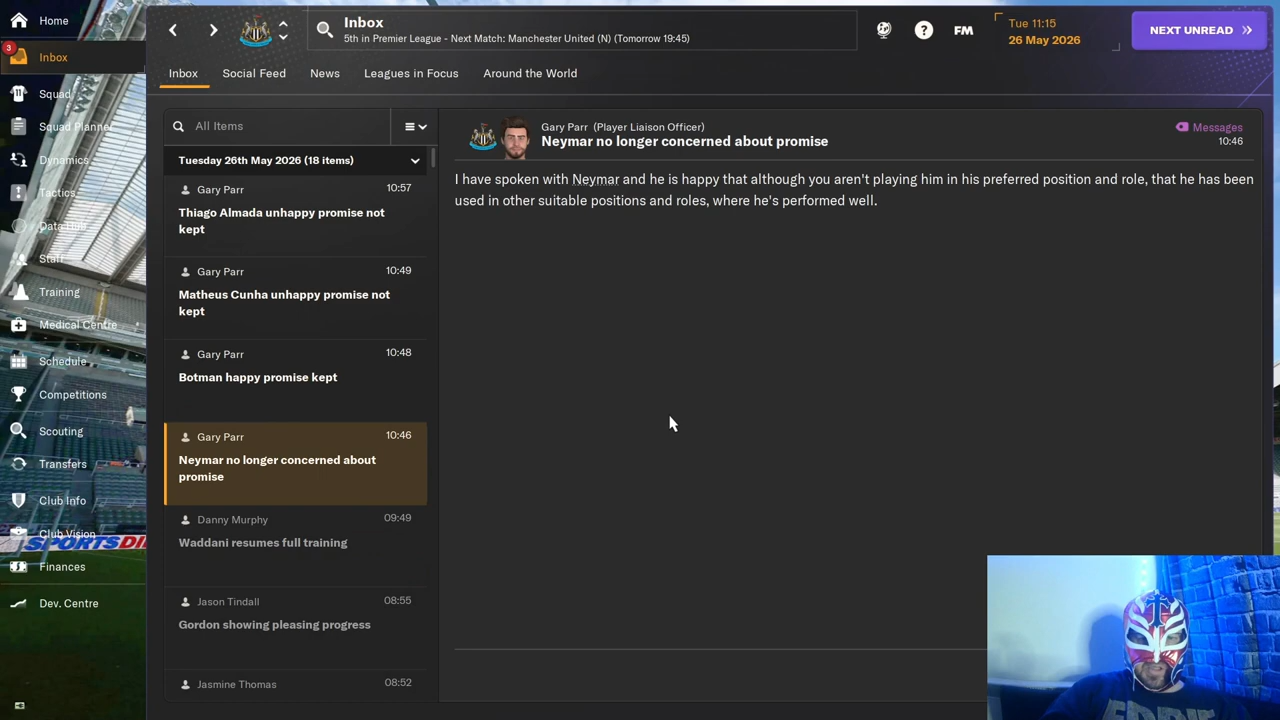 Home
3
Inbox
Squad
Squad Planner
Dynamics
Tactics
Data Hub
Staff
Training
Medical Centre
Schedule
Competitions
Scouting
Transfers
Club Info
Club Vision
Finances
Dev. Centre
Inbox
5th in Premier League - Next Match: Manchester United (N) (Tomorrow 19:45)
?
FM
Tue 11:15
26 May 2026
NEXT UNREAD
Inbox
Social Feed
News
Leagues in Focus
Around the World
All Items
Tuesday 26th May 2026 (18 items)
Gary Parr 10:57
Thiago Almada unhappy promise not
kept
Gary Parr 10:49
Matheus Cunha unhappy promise not
kept
Gary Parr 10:48
Botman happy promise kept
Gary Parr 10:46
Neymar no longer concerned about
promise
Danny Murphy 09:49
Waddani resumes full training
Jason Tindall 08:55
Gordon showing pleasing progress
Jasmine Thomas 08:52
Gary Parr (Player Liaison Officer)
Neymar no longer concerned about promise
Messages
10:46
I have spoken with Neymar and he is happy that although you aren't playing him in his preferred position and role, that he has been
used in other suitable positions and roles, where he's performed well.
EDDIE